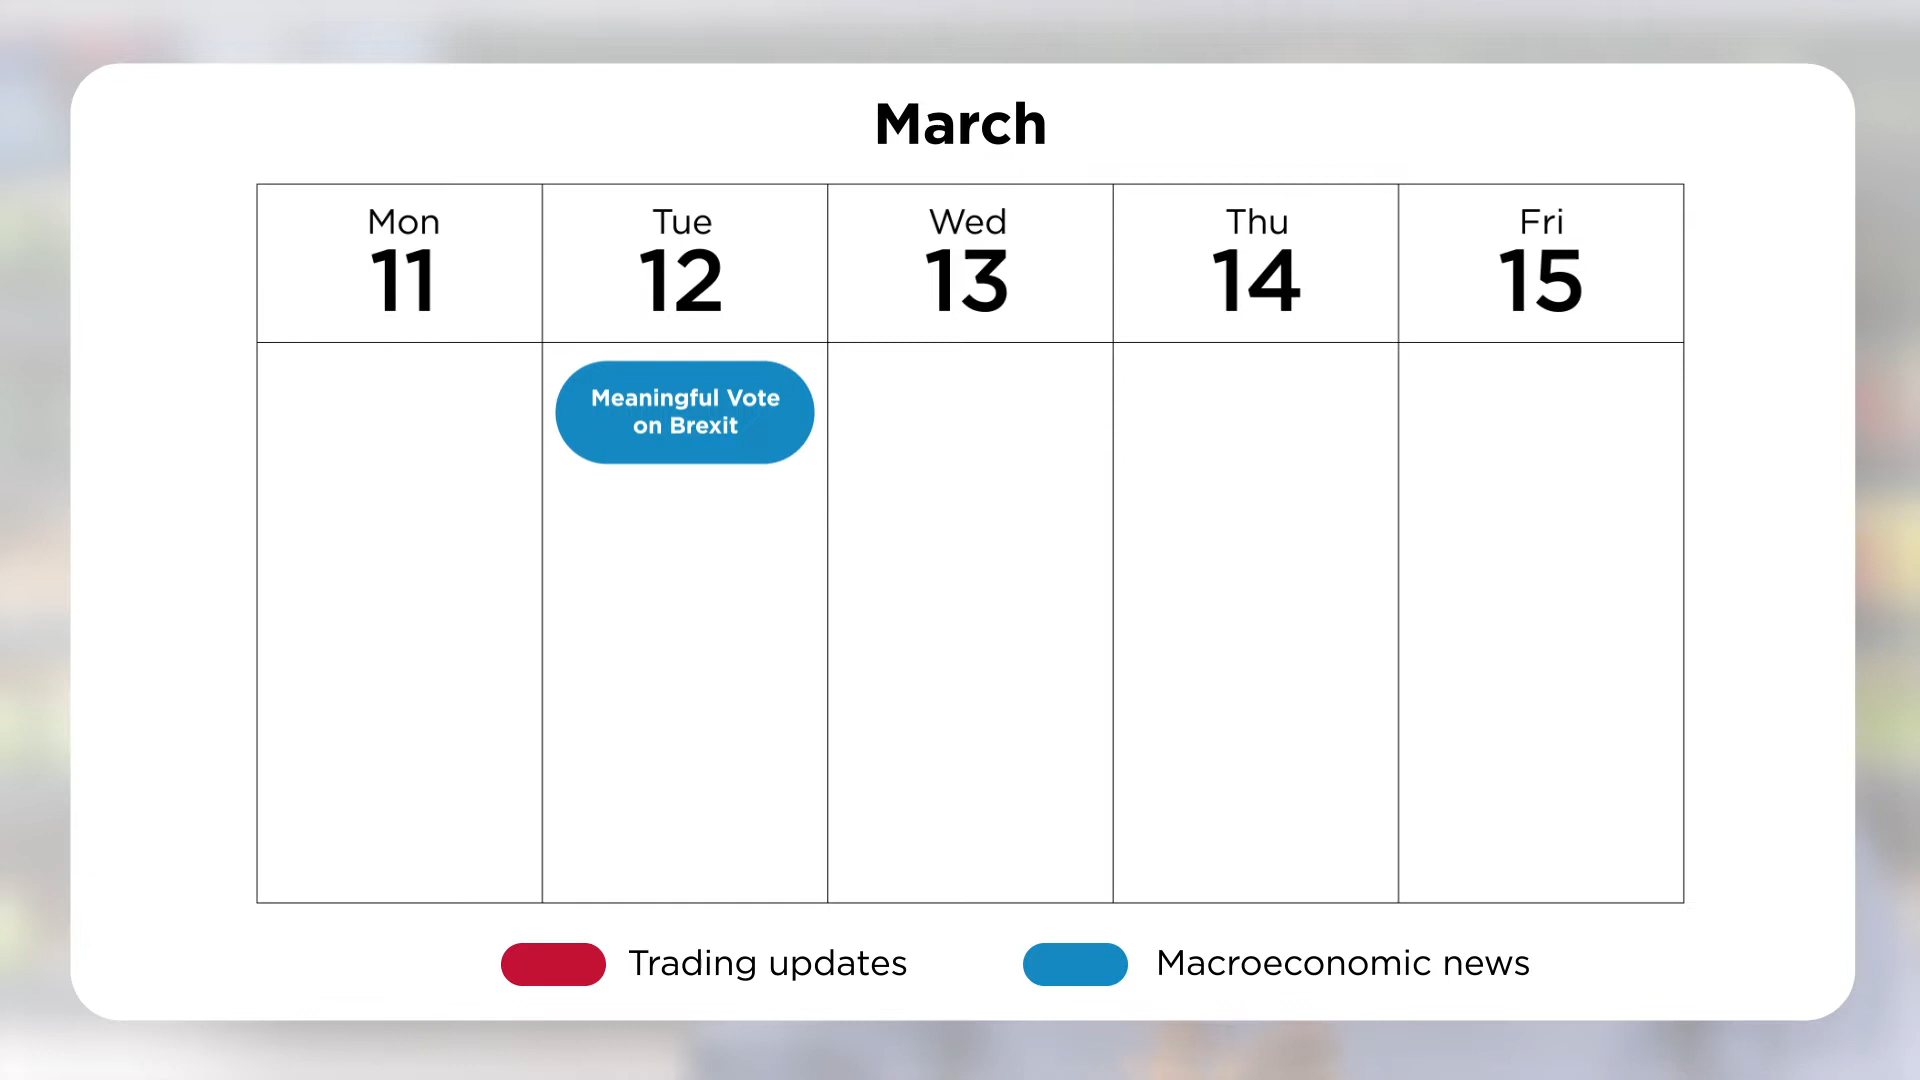 March
Mon Tue Wed Thu Fri
11 12 13 14 15
Meaningful Vote
on Brexit
Trading updates Macroeconomic news